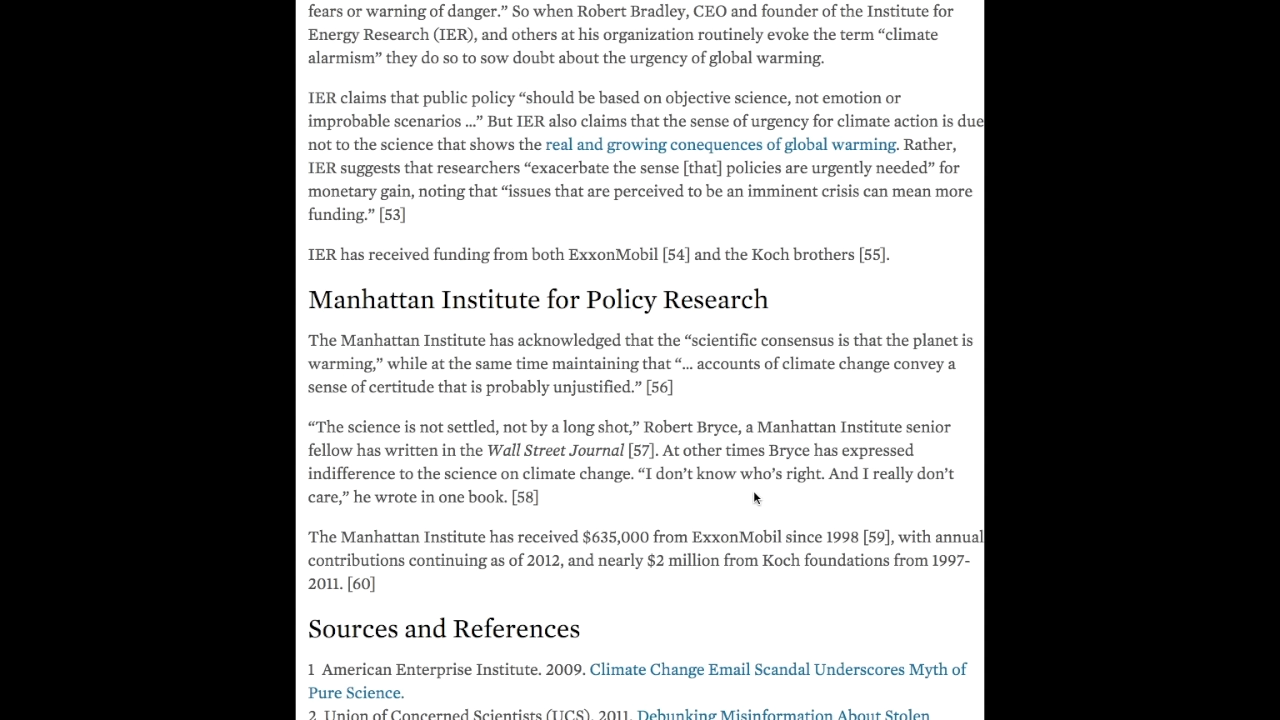 fears or warning of danger.” So when Robert Bradley, CEO and founder of the Institute for
Energy Research (IER), and others at his organization routinely evoke the term “climate
alarmism” they do so to sow doubt about the urgency of global warming.
IER claims that public policy “should be based on objective science, not emotion or
improbable scenarios ...” But IER also claims that the sense of urgency for climate action is due
not to the science that shows the real and growing conequences of global warming. Rather,
IER suggests that researchers “exacerbate the sense [that] policies are urgently needed” for
monetary gain, noting that “issues that are perceived to be an imminent crisis can mean more
funding.” [53]
IER has received funding from both ExxonMobil [54] and the Koch brothers [55].
Manhattan Institute for Policy Research
The Manhattan Institute has acknowledged that the “scientific consensus is that the planet is
warming,” while at the same time maintaining that “... accounts of climate change convey a
sense of certitude that is probably unjustified.” [56]
“The science is not settled, not by a long shot,” Robert Bryce, a Manhattan Institute senior
fellow has written in the Wall Street Journal [57]. At other times Bryce has expressed
indifference to the science on climate change. “I don’t know who’s right. And I really don’t
care,” he wrote in one book. [58]
The Manhattan Institute has received $635,000 from ExxonMobil since 1998 [59], with annual
contributions continuing as of 2012, and nearly $2 million from Koch foundations from 1997-
2011. [60]
Sources and References
1 American Enterprise Institute. 2009. Climate Change Email Scandal Underscores Myth of
Pure Science.
2 Union of Concerned Scientists (UCS). 2011. Debunking Misinformation About Stolen